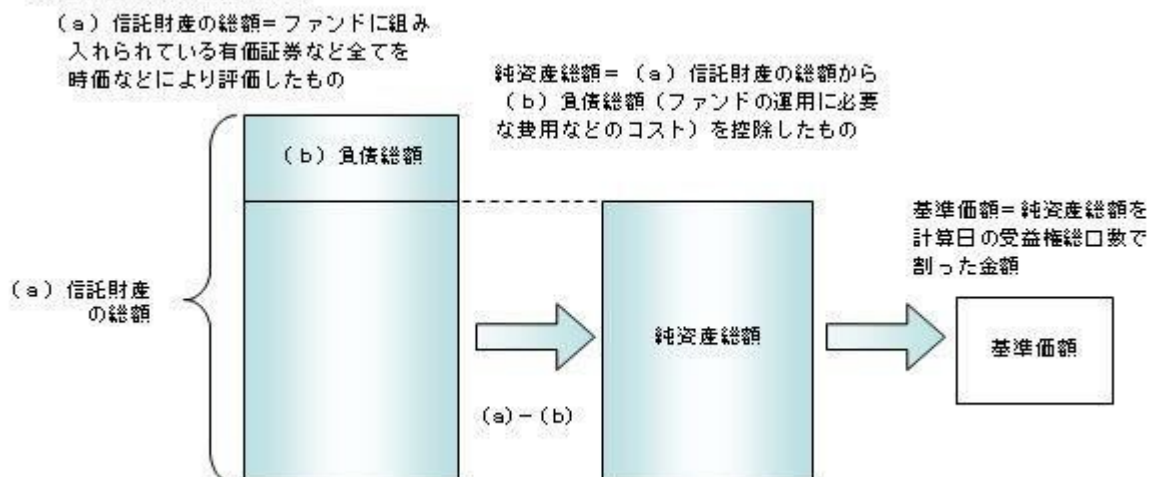 (a)信託財産の総額=ファンドに組み
入れられている有価証券など全てを
時価などにより評価したもの
純資産総額=(a)信託財産の総額から
(b)負債総額(ファンドの運用に必要
な費用などのコスト)を控除したもの
(b)負債総額
基準価額=純資産総額を
計算日の受益権総口数で
割った金額
(a)信託財産
の総額
純資産総額
基準価額
(a)-(b)